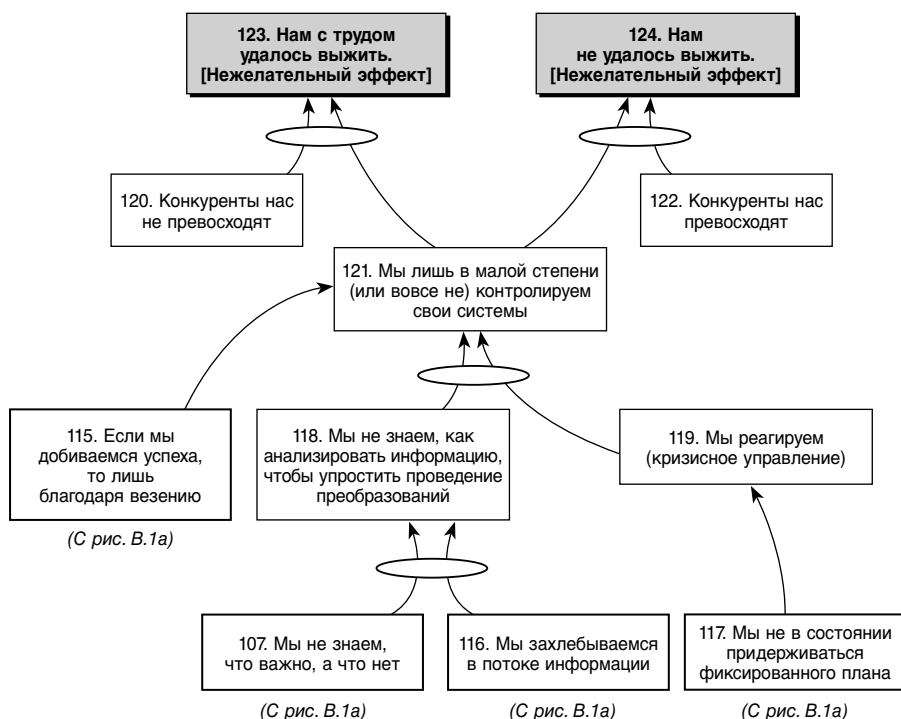 123. Нам с трудом
удалось выжить.
[Нежелательный эффект]
124. Нам
не удалось выжить.
[Нежелательный эффект]
120. Конкуренты нас
не превосходят
122. Конкуренты нас
превосходят
121. Мы лишь в малой степени
(или вовсе не) контролируем
свои системы
115. Если мы
добиваемся успеха,
то лишь
благодаря везению
(С рис. В.1а)
118. Мы не знаем, как
анализировать информацию,
чтобы упростить проведение
преобразований
119. Мы реагируем
(кризисное управление)
107. Мы не знаем,
что важно, а что нет
(С рис. В.1а)
116. Мы захлебываемся
в потоке информации
(С рис. В.1а)
117. Мы не в состоянии
придерживаться
фиксированного плана
(С рис. В.1а)